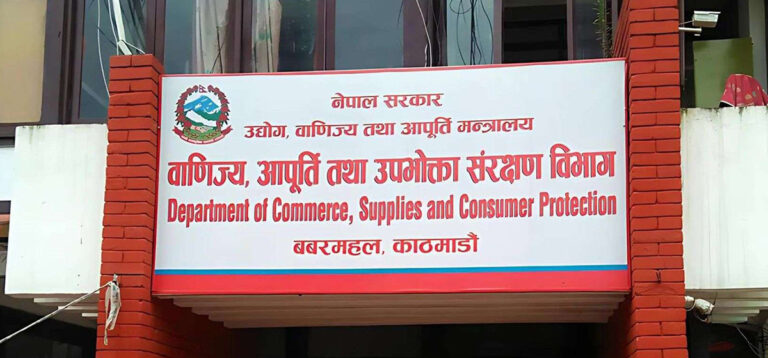 नेपाल सरकार
उद्योग, वाणिज्य तथा आपूर्ति मन्त्रालय
वाणिज्य, आपूर्ति तथा उपभोक्ता संरक्षण विभाग
Department of Commerce, Supplies and Consumer Protection
बबरमहल, काठमाडौं